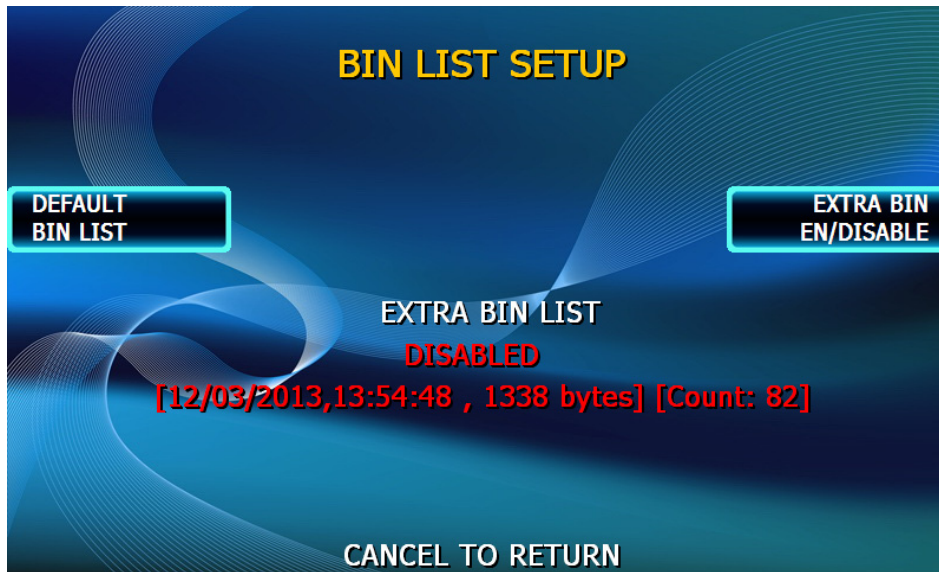 BIN LIST SETUP
DEFAULT
BIN LIST
EXTRA BIN
EN/DISABLE
EXTRA BIN LIST
DISABLED
[12/03/2013,13:54:48 , 1338 bytes] [Count: 82]
CANCEL TO RETURN